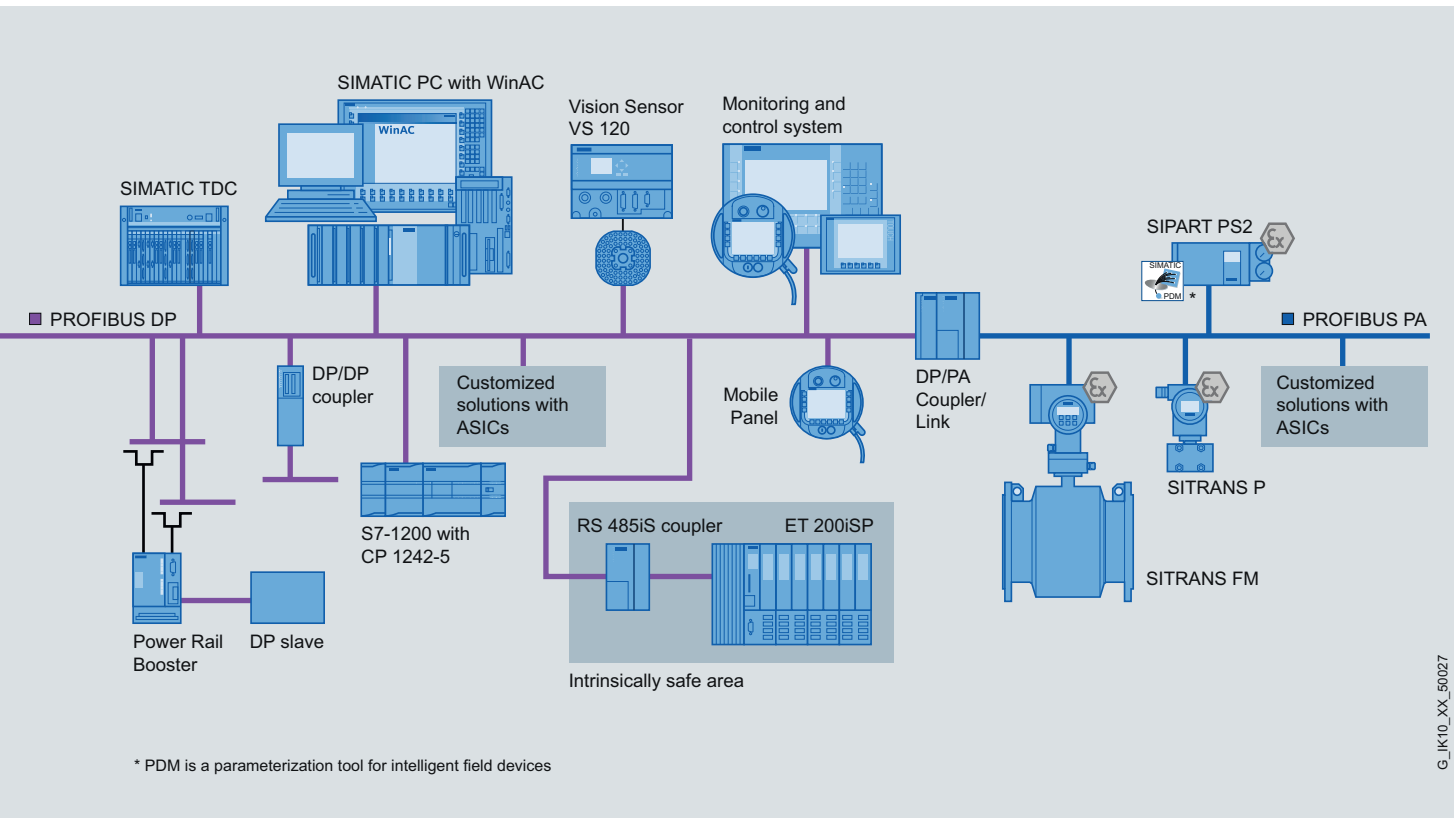 SIMATIC PC with WinAC
WinAC
Vision Sensor
VS 120
Monitoring and
control system
SIMATIC TDC
SIPART PS2
Ex
SIMATIC
PDM
*
PROFIBUS DP
PROFIBUS PA
DP/DP
coupler
Customized
solutions with
ASICs
Mobile
Panel
DP/PA
Coupler/
Link
Ex
Ex
Customized
solutions with
ASICs
SITRANS P
S7-1200 with
CP 1242-5
RS 485iS coupler
ET 200iSP
SITRANS FM
Power Rail
Booster
DP slave
Intrinsically safe area
G_IK10_XX_50027
* PDM is a parameterization tool for intelligent field devices